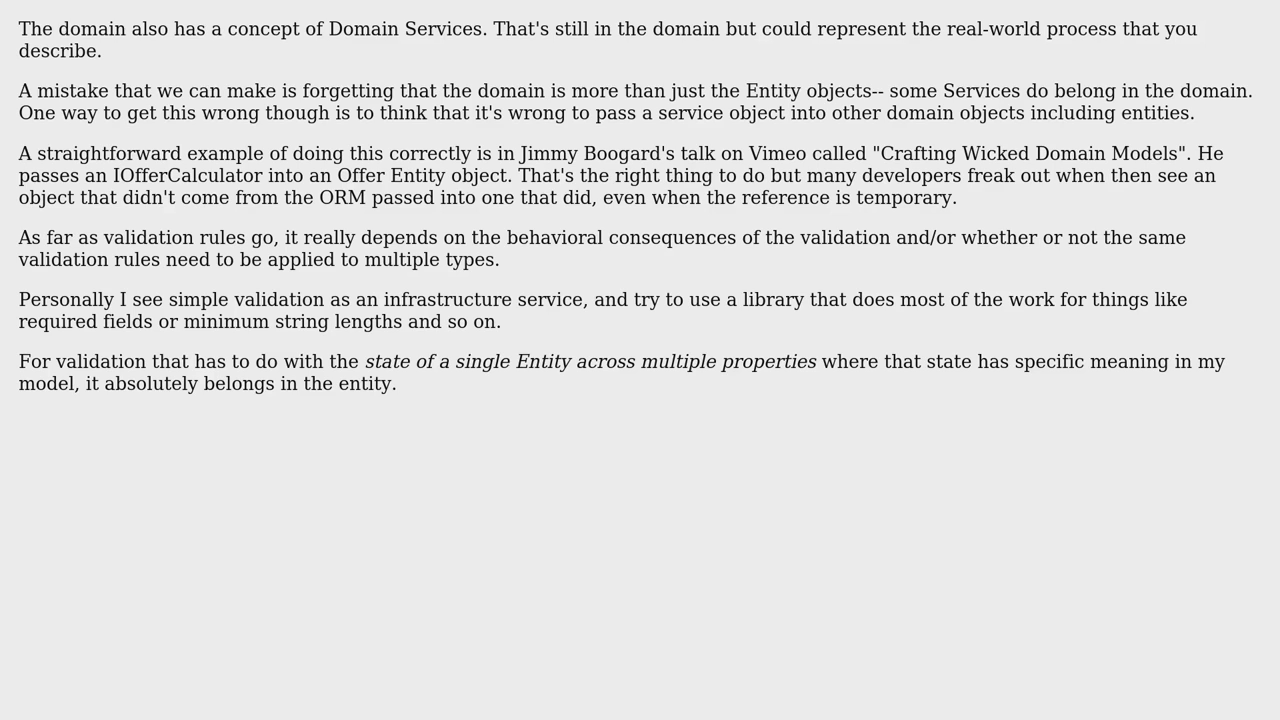 The domain also has a concept of Domain Services. That's still in the domain but could represent the real-world process that you
describe.
A mistake that we can make is forgetting that the domain is more than just the Entity objects-- some Services do belong in the domain.
One way to get this wrong though is to think that it's wrong to pass a service object into other domain objects including entities.
A straightforward example of doing this correctly is in Jimmy Boogard's talk on Vimeo called "Crafting Wicked Domain Models". He
passes an IOfferCalculator into an Offer Entity object. That's the right thing to do but many developers freak out when then see an
object that didn't come from the ORM passed into one that did, even when the reference is temporary.
As far as validation rules go, it really depends on the behavioral consequences of the validation and/or whether or not the same
validation rules need to be applied to multiple types.
Personally I see simple validation as an infrastructure service, and try to use a library that does most of the work for things like
required fields or minimum string lengths and so on.
For validation that has to do with the state of a single Entity across multiple properties where that state has specific meaning in my
model, it absolutely belongs in the entity.